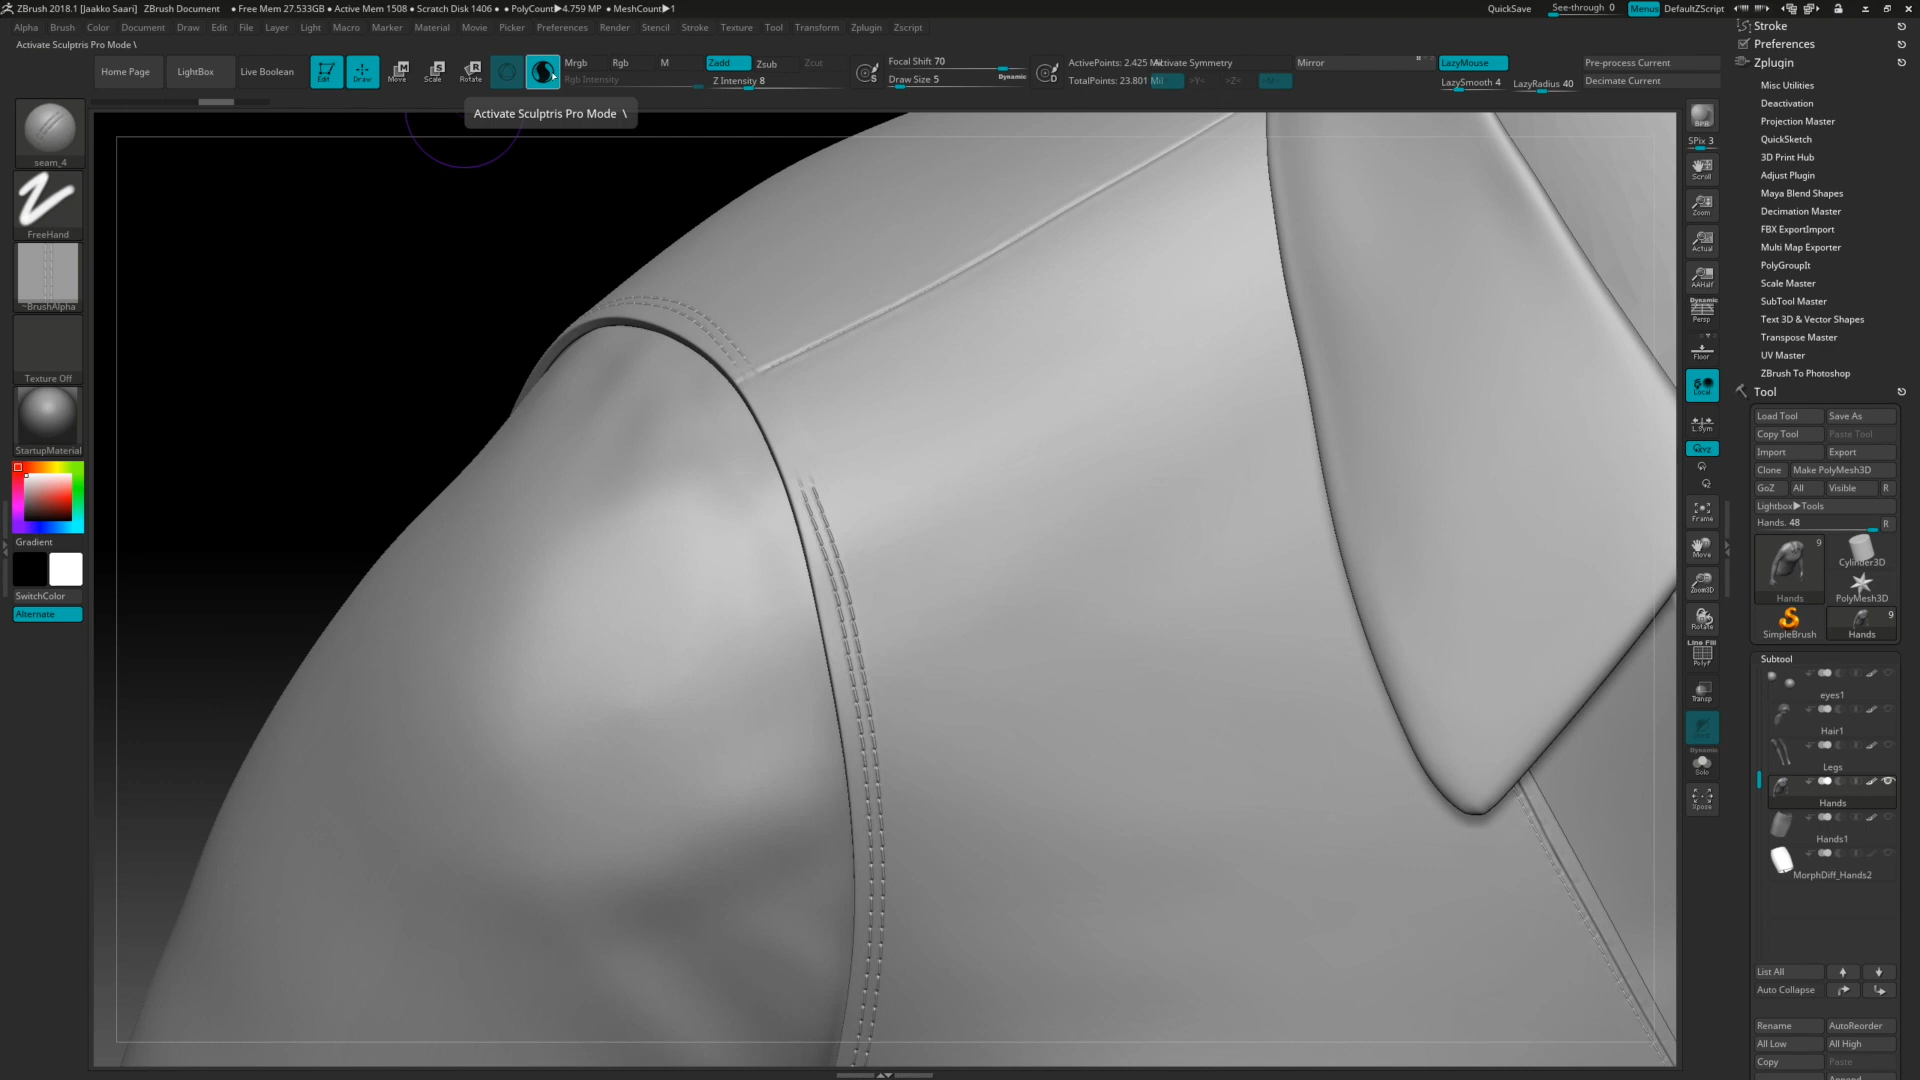 ZBrush 2018.1 [Jaakko Saari] ZBrush Document • Free Mem 27.533GB • Active Mem 1508 • Scratch Disk 1406 • • PolyCount▶4.759 MP • MeshCount▶1 QuickSave See-through 0 Menus DefaultZScript
Alpha Brush Color Document Draw Edit File Layer Light Macro Marker Material Movie Picker Preferences Render Stencil Stroke Texture Tool Transform Zplugin Zscript
Activate Sculptris Pro Mode \
Home Page LightBox Live Boolean Edit Draw Move Scale Rotate
Mrgb Rgb M
Rgb Intensity
Zadd Zsub Zcut
Z Intensity 8
Focal Shift 70
Draw Size 5 Dynamic
ActivePoints: 2.425 Mil
TotalPoints: 23.801 Mil
Activate Symmetry
>Y< >Z< >M<
Mirror
LazyMouse
LazySmooth 4 LazyRadius 40
Pre-process Current
Decimate Current
Activate Sculptris Pro Mode \
seam_4
FreeHand
~BrushAlpha
Texture Off
StartupMaterial
Gradient
SwitchColor
Alternate
BPR
SPix 3
Scroll
Zoom
Actual
AAHalf
Dynamic
Persp
Floor
Local
L.Sym
XYZ
Frame
Move
Zoom3D
Rotate
Line Fill
PolyF
Transp
Dynamic
Solo
Xpose
Stroke
Preferences
Zplugin
Misc Utilities
Deactivation
Projection Master
QuickSketch
3D Print Hub
Adjust Plugin
Maya Blend Shapes
Decimation Master
FBX ExportImport
Multi Map Exporter
PolyGroupIt
Scale Master
SubTool Master
Text 3D & Vector Shapes
Transpose Master
UV Master
ZBrush To Photoshop
Tool
Load Tool Save As
Copy Tool Paste Tool
Import Export
Clone Make PolyMesh3D
GoZ All Visible R
Lightbox▶Tools
Hands. 48 R
9
Cylinder3D
Hands PolyMesh3D
9
SimpleBrush Hands
Subtool
eyes1
Hair1
Legs
Hands
Hands1
MorphDiff_Hands2
List All
Auto Collapse
Rename AutoReorder
All Low All High
Copy Paste